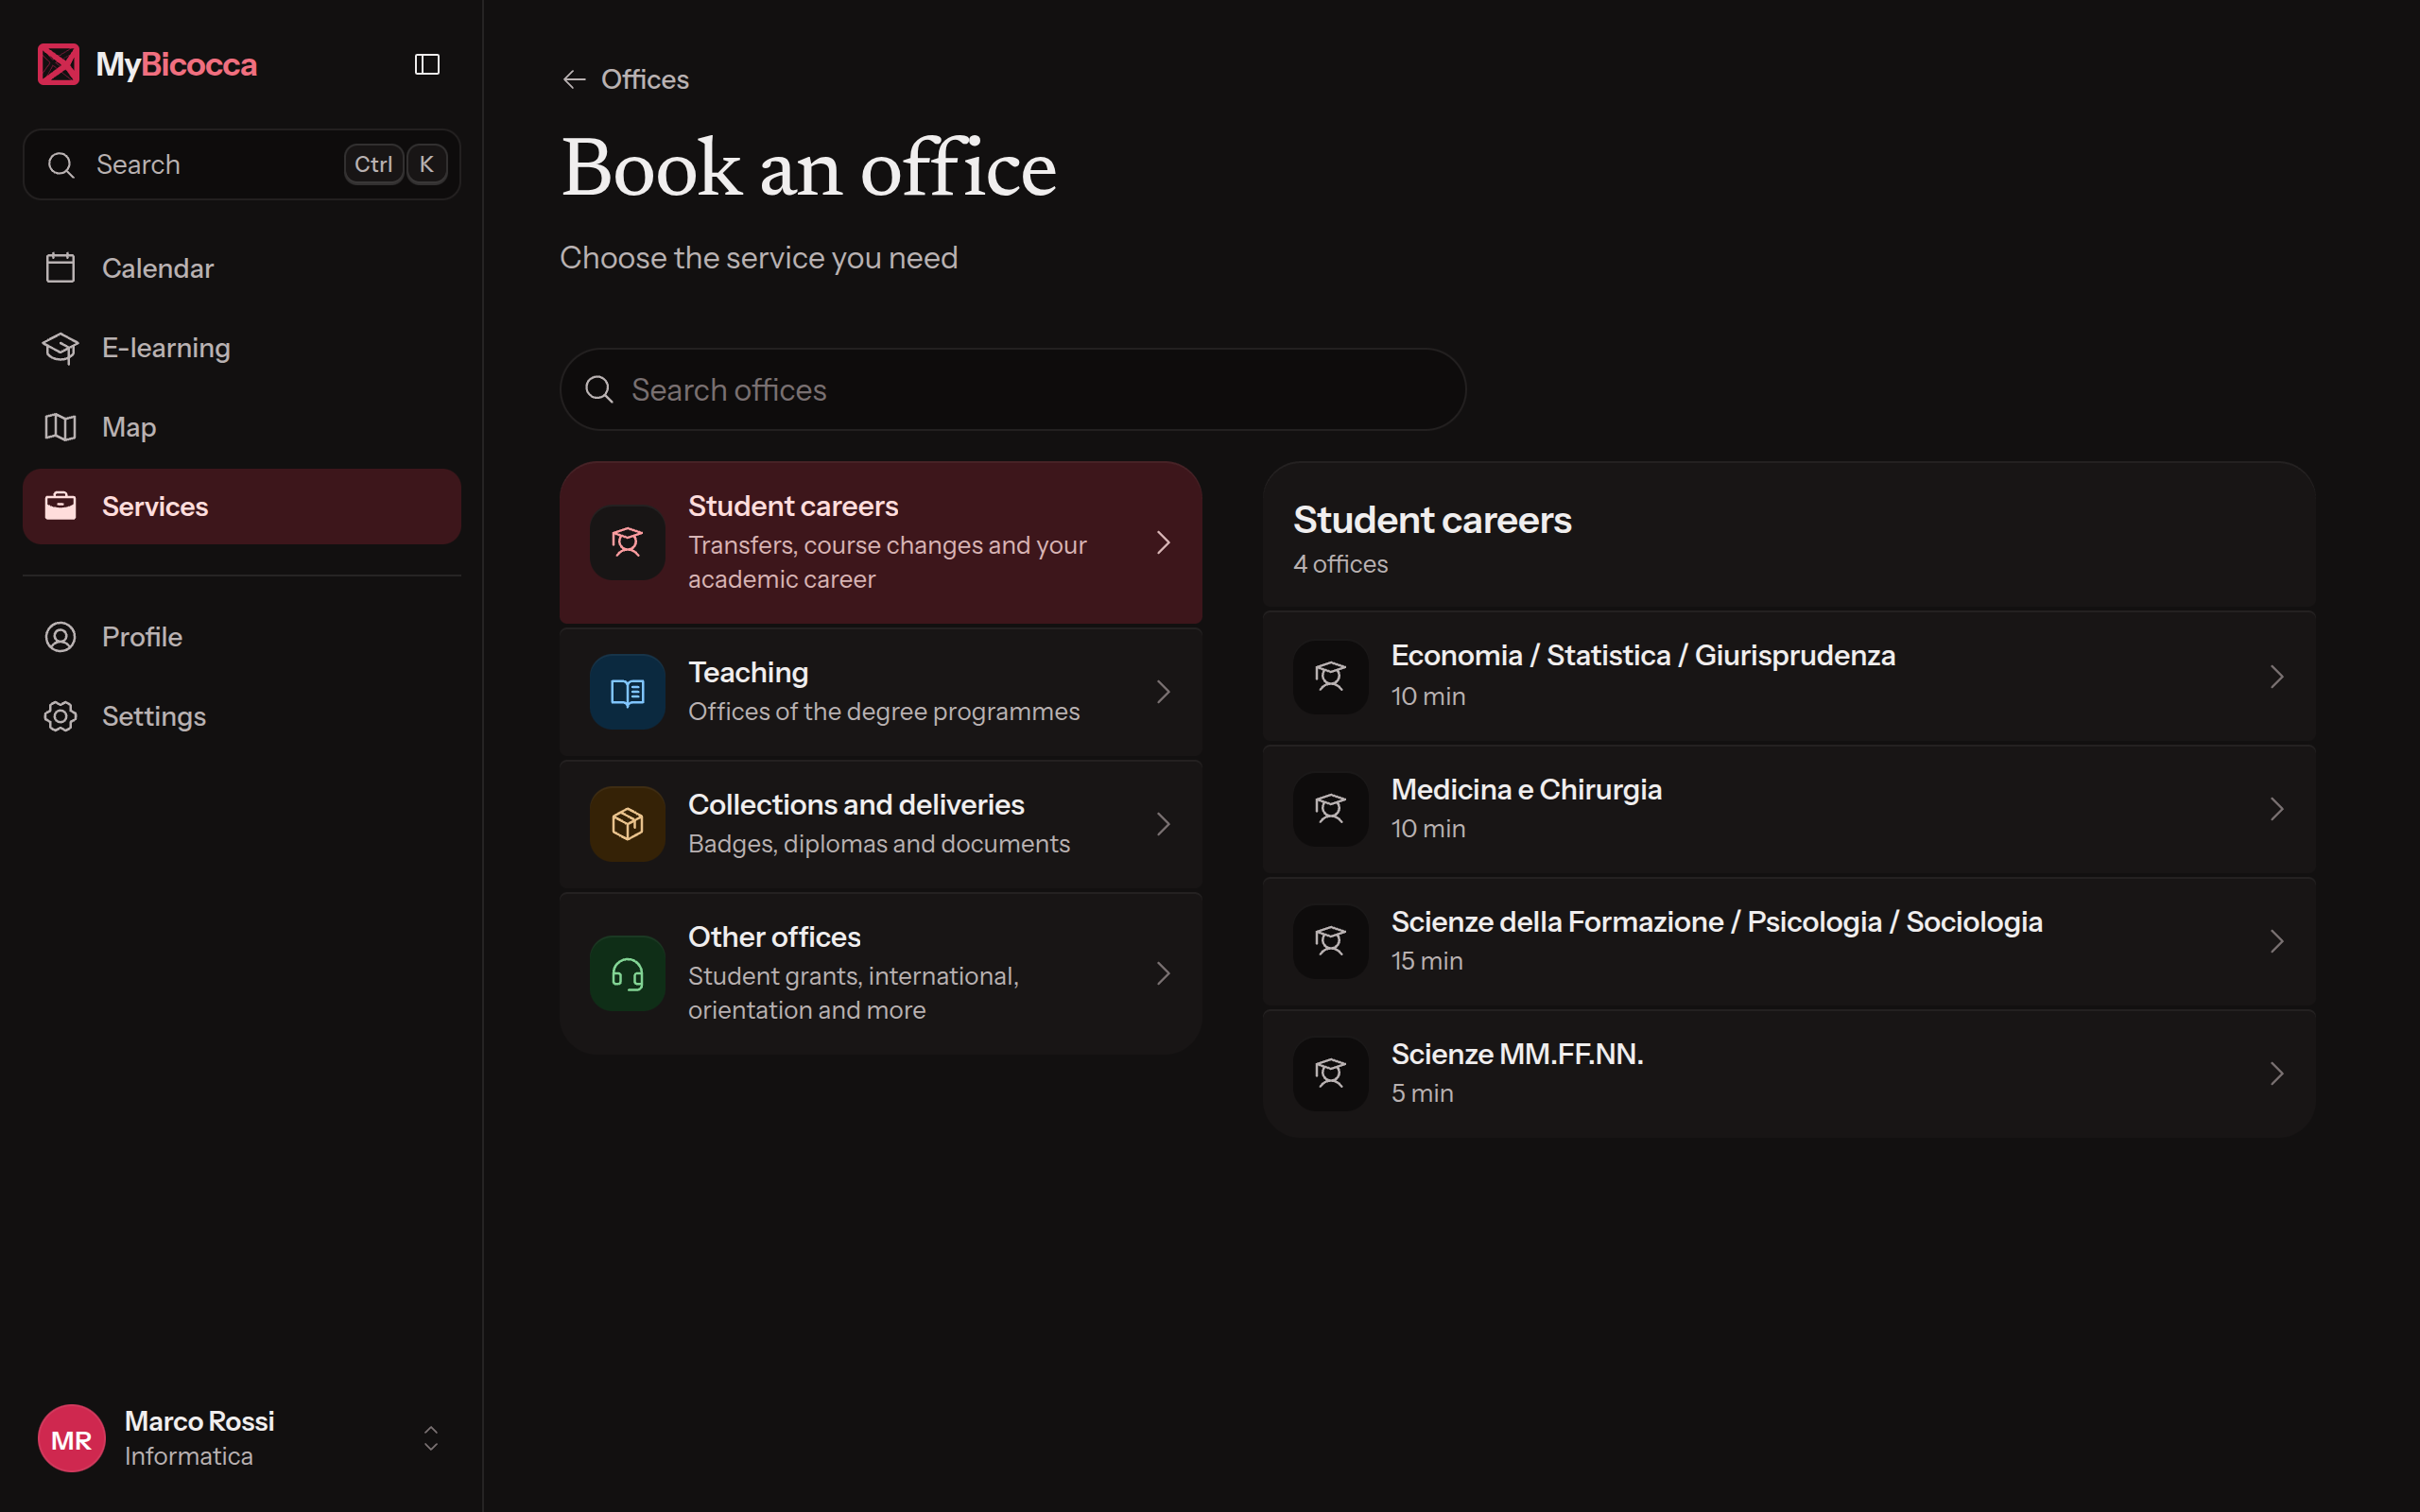 MyBicocca
Search Ctrl K
Calendar
E-learning
Map
Services
Profile
Settings
MR
Marco Rossi
Informatica
Offices
Book an office
Choose the service you need
Search offices
Student careers
Transfers, course changes and your
academic career
Teaching
Offices of the degree programmes
Collections and deliveries
Badges, diplomas and documents
Other offices
Student grants, international,
orientation and more
Student careers
4 offices
Economia / Statistica / Giurisprudenza
10 min
Medicina e Chirurgia
10 min
Scienze della Formazione / Psicologia / Sociologia
15 min
Scienze MM.FF.NN.
5 min